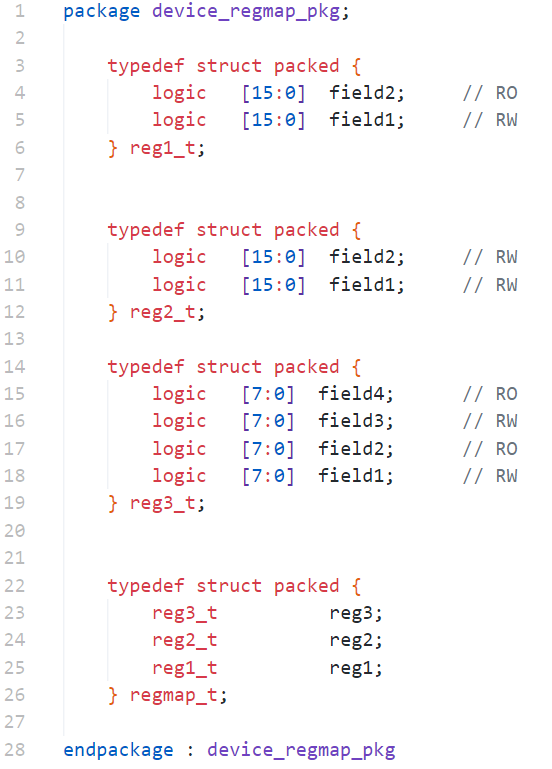 1 package device_regmap_pkg;
2
3 typedef struct packed {
4 logic [15:0] field2; // RO
5 logic [15:0] field1; // RW
6 } reg1_t;
7
8
9 typedef struct packed {
10 logic [15:0] field2; // RW
11 logic [15:0] field1; // RW
12 } reg2_t;
13
14 typedef struct packed {
15 logic [7:0] field4; // RO
16 logic [7:0] field3; // RW
17 logic [7:0] field2; // RO
18 logic [7:0] field1; // RW
19 } reg3_t;
20
21
22 typedef struct packed {
23 reg3_t reg3;
24 reg2_t reg2;
25 reg1_t reg1;
26 } regmap_t;
27
28 endpackage : device_regmap_pkg